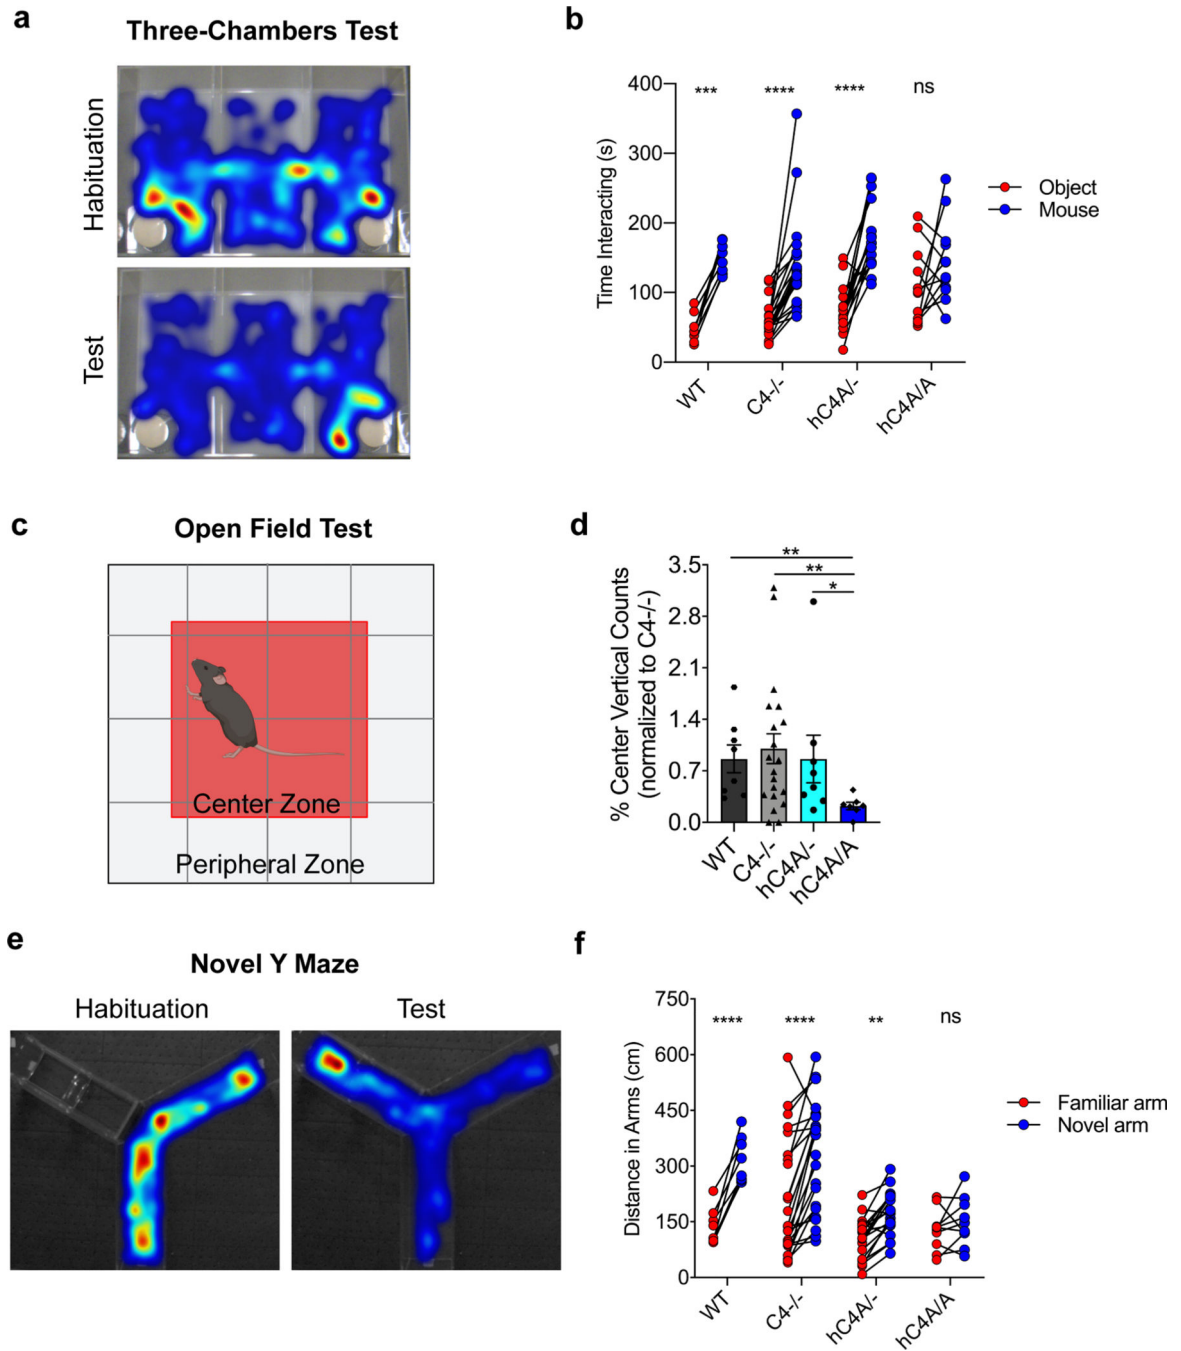 a
Three-Chambers Test
Habituation
Test
b
Time Interacting (s)
400
300
200
100
0
***
****
****
ns
WT
C4-/-
hC4A/-
hC4A/A
Object
Mouse
c
Open Field Test
Center Zone
Peripheral Zone
d
% Center Vertical Counts
(normalized to C4-/-)
3.5
2.8
2.1
1.4
0.7
0.0
**
**
*
WT
C4-/-
hC4A/-
hC4A/A
e
Novel Y Maze
Habituation
Test
f
Distance in Arms (cm)
750
600
450
300
150
0
****
****
**
ns
WT
C4-/-
hC4A/-
hC4A/A
Familiar arm
Novel arm